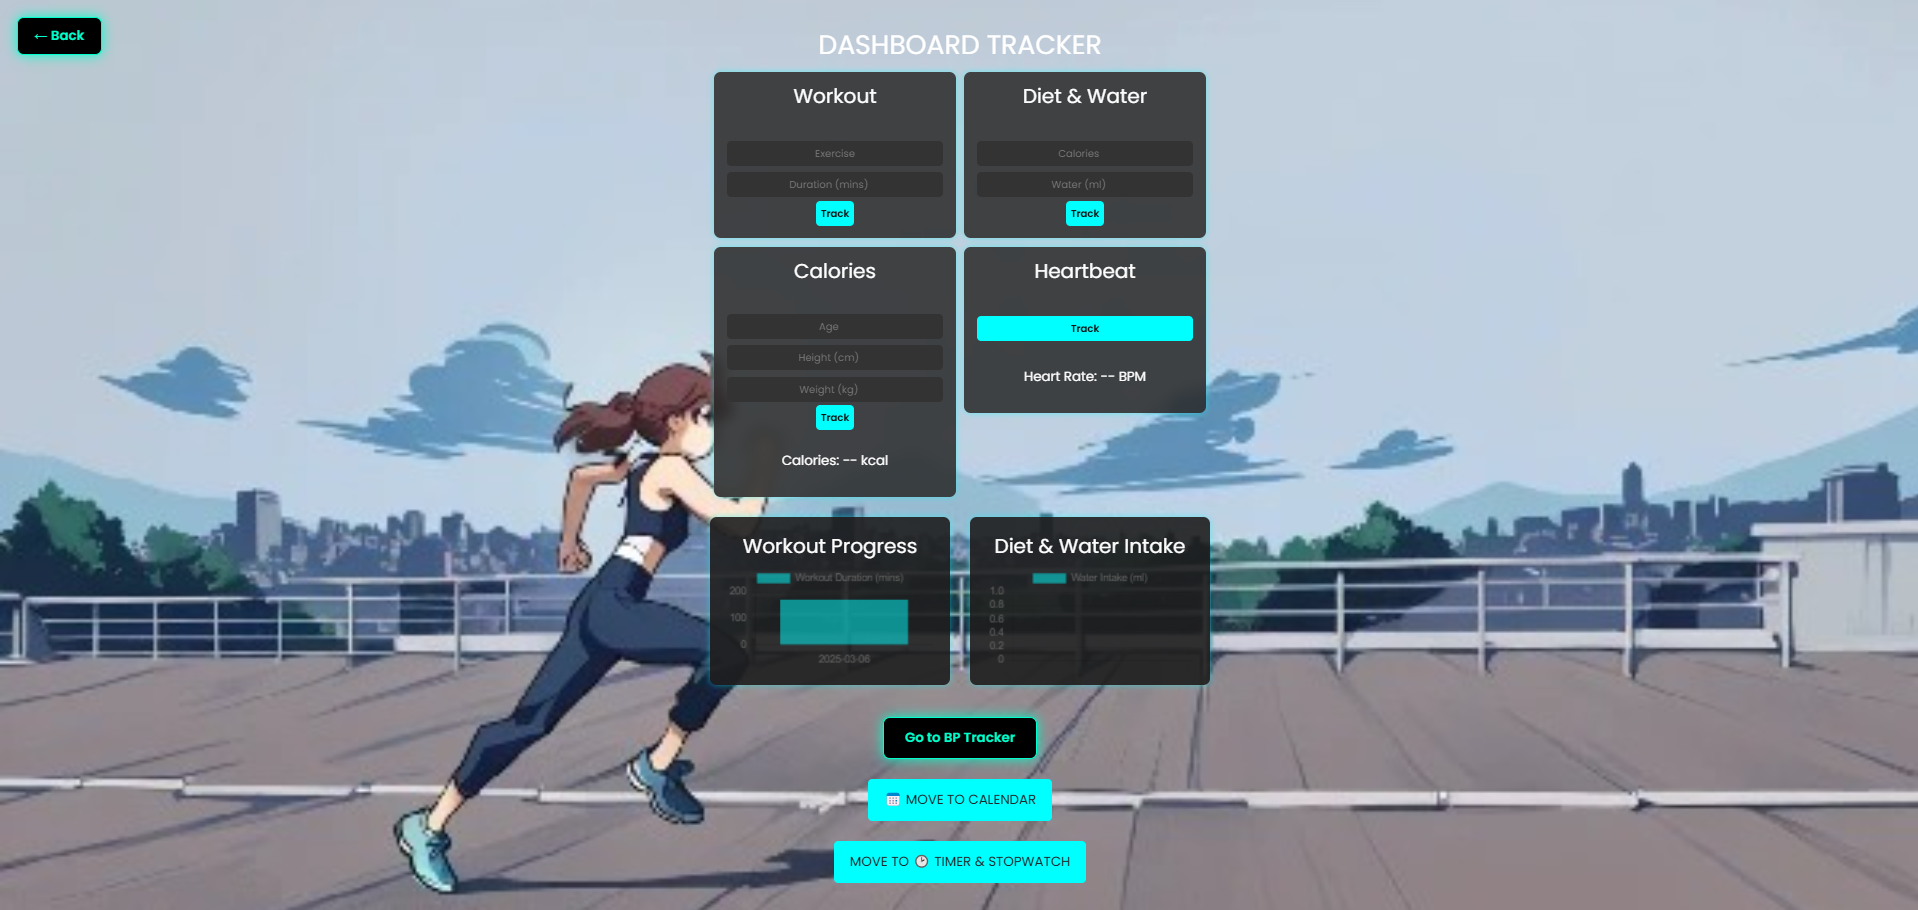 ← Back
DASHBOARD TRACKER
Workout
Exercise
Duration (mins)
Track
Diet & Water
Calories
Water (ml)
Track
Calories
Age
Height (cm)
Weight (kg)
Track
Calories: -- kcal
Heartbeat
Track
Heart Rate: -- BPM
Workout Progress
Workout Duration (mins)
200
100
0
2025-03-06
Diet & Water Intake
Water Intake (ml)
1.0
0.8
0.6
0.4
0.2
0
Go to BP Tracker
MOVE TO CALENDAR
MOVE TO 🕒 TIMER & STOPWATCH